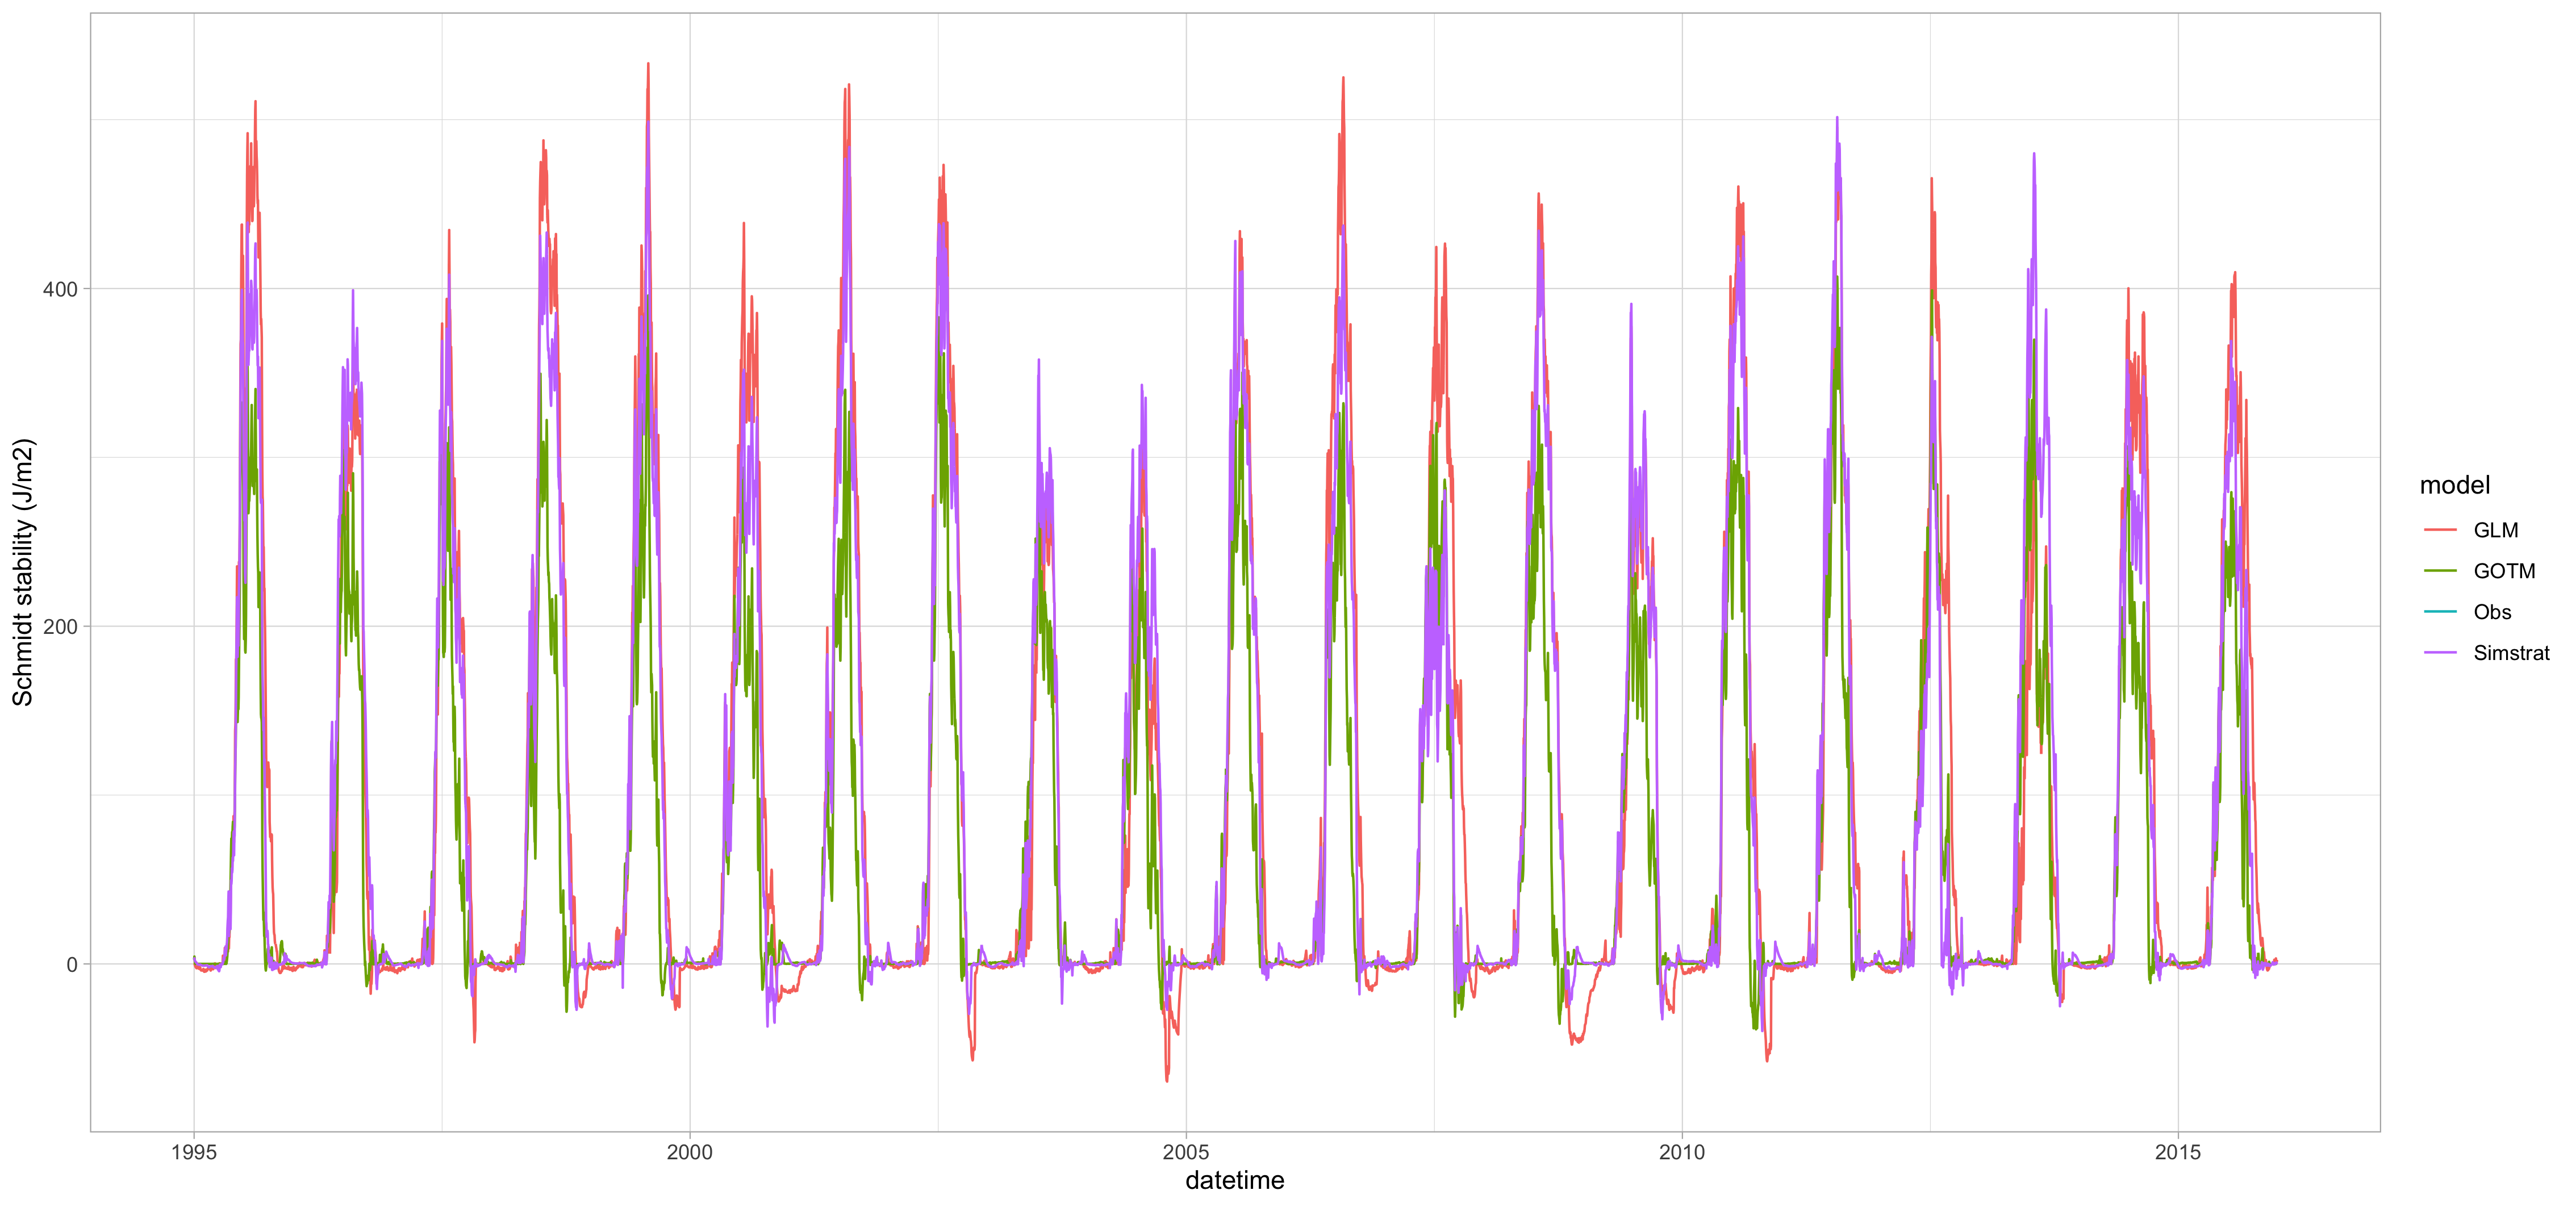 Schmidt stability (J/m2)
400
200
0
1995
2000
2005
2010
2015
datetime
model
GLM
GOTM
Obs
Simstrat